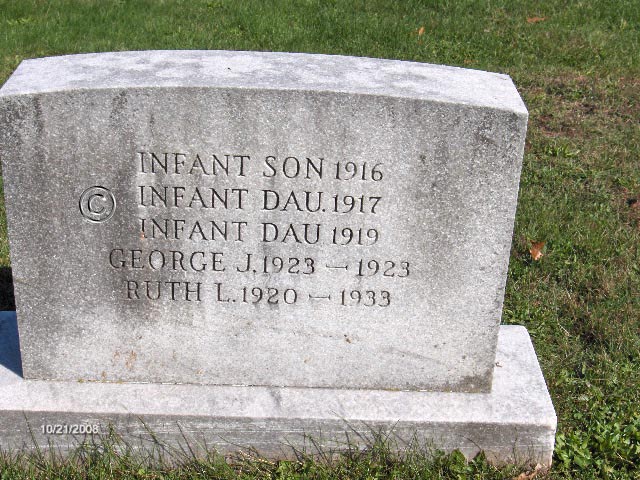 INFANT SON 1916
© INFANT DAU. 1917
INFANT DAU 1919
GEORGE J. 1923 — 1923
RUTH L. 1920 — 1933
10/21/2008